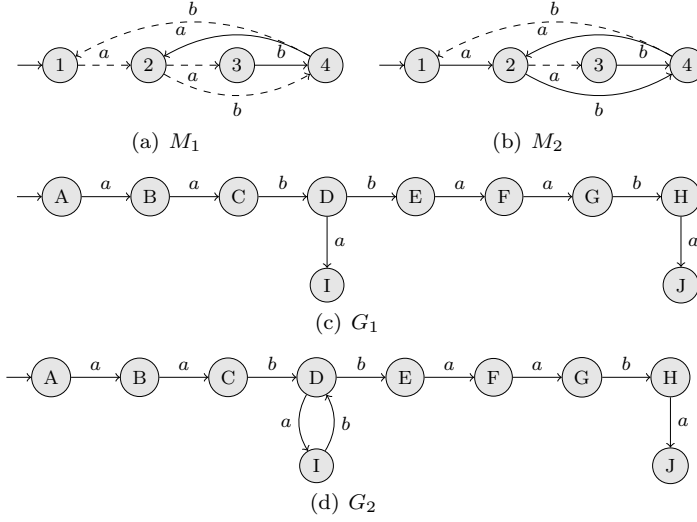 b b
a a
1 a 2 a 3 b 4 1 a 2 a 3 b 4
b b
(a) M₁ (b) M₂
A a B a C b D b E a F a G b H
a a
I J
(c) G₁
A a B a C b D b E a F a G b H
a b a
I J
(d) G₂